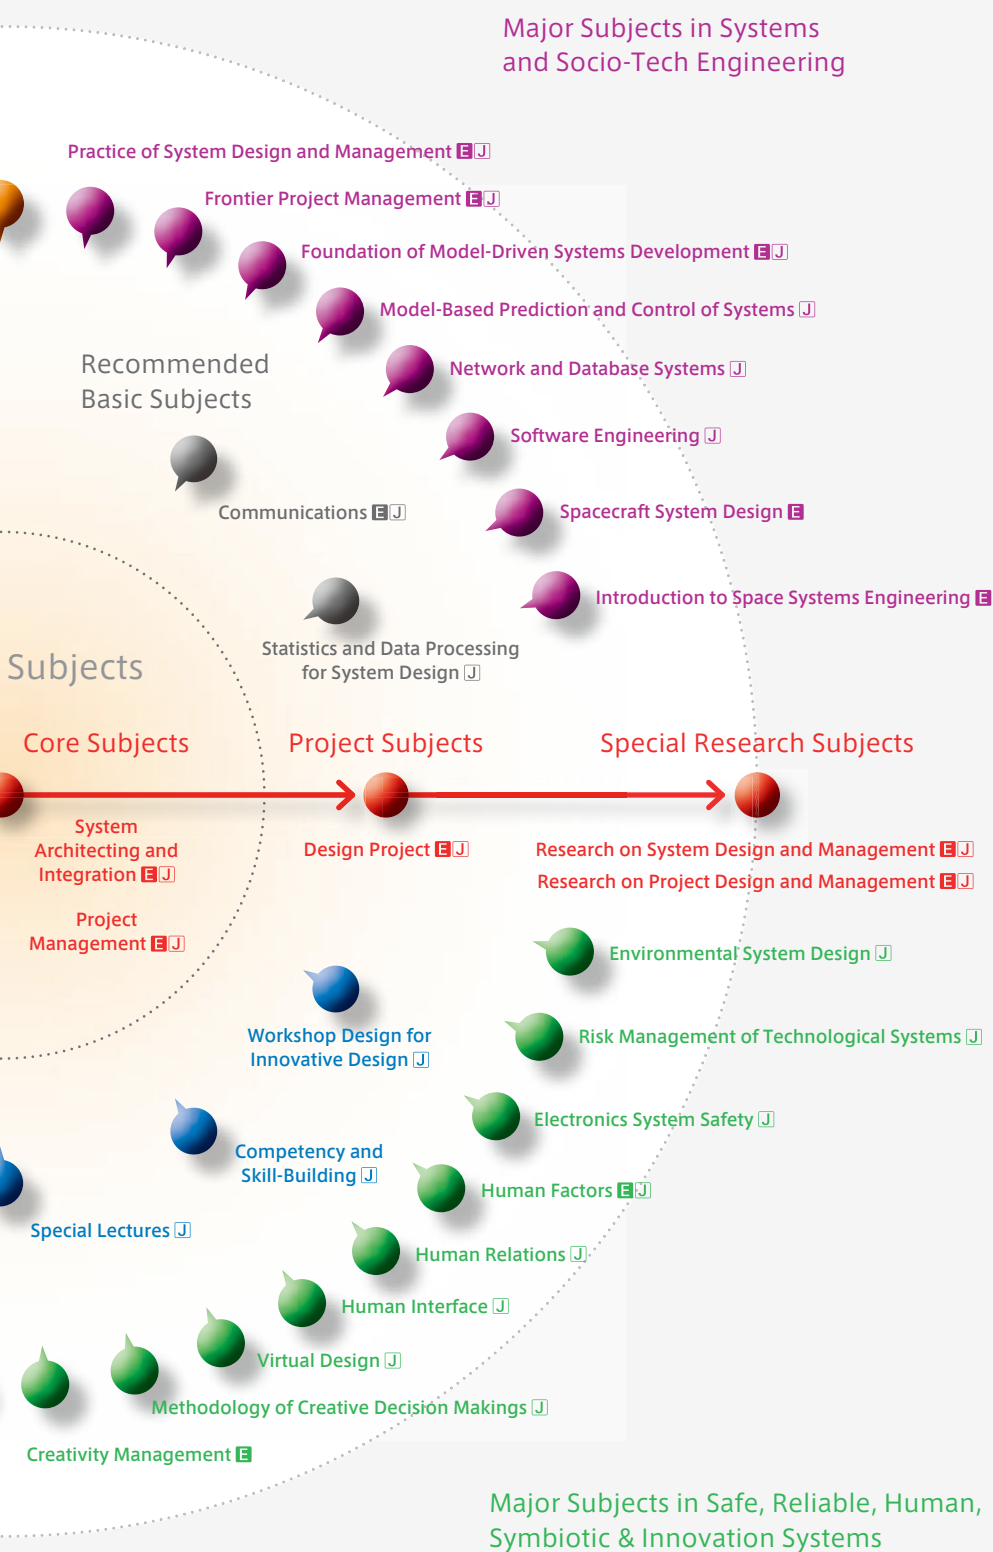 Major Subjects in Systems
and Socio-Tech Engineering
Practice of System Design and Management E J
Frontier Project Management E J
Foundation of Model-Driven Systems Development E J
Model-Based Prediction and Control of Systems J
Recommended
Basic Subjects
Network and Database Systems J
Software Engineering J
Communications E J
Spacecraft System Design E
Introduction to Space Systems Engineering E
Statistics and Data Processing
for System Design J
Subjects
Core Subjects
Project Subjects
Special Research Subjects
System
Architecting and
Integration E J
Project
Management E J
Design Project E J
Research on System Design and Management E J
Research on Project Design and Management E J
Environmental System Design J
Workshop Design for
Innovative Design J
Risk Management of Technological Systems J
Electronics System Safety J
Competency and
Skill-Building J
Human Factors E J
Special Lectures J
Human Relations J
Human Interface J
Virtual Design J
Methodology of Creative Decision Makings J
Creativity Management E
Major Subjects in Safe, Reliable, Human,
Symbiotic & Innovation Systems